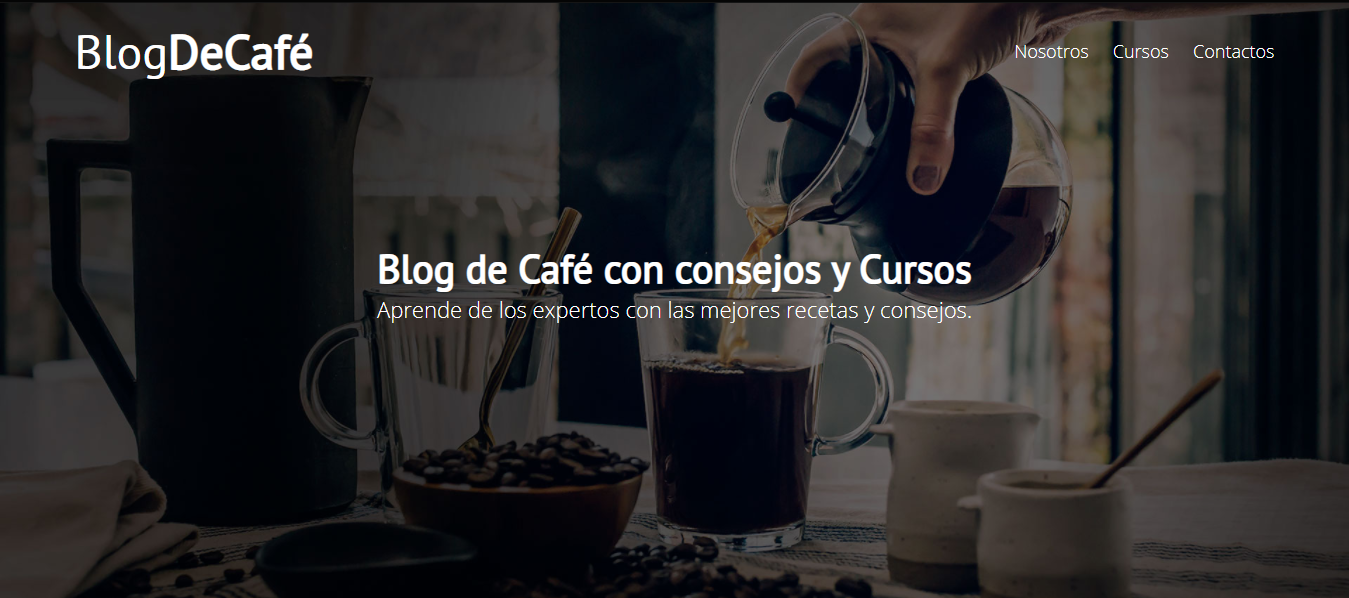 BlogDeCafé
Nosotros Cursos Contactos
Blog de Café con consejos y Cursos
Aprende de los expertos con las mejores recetas y consejos.